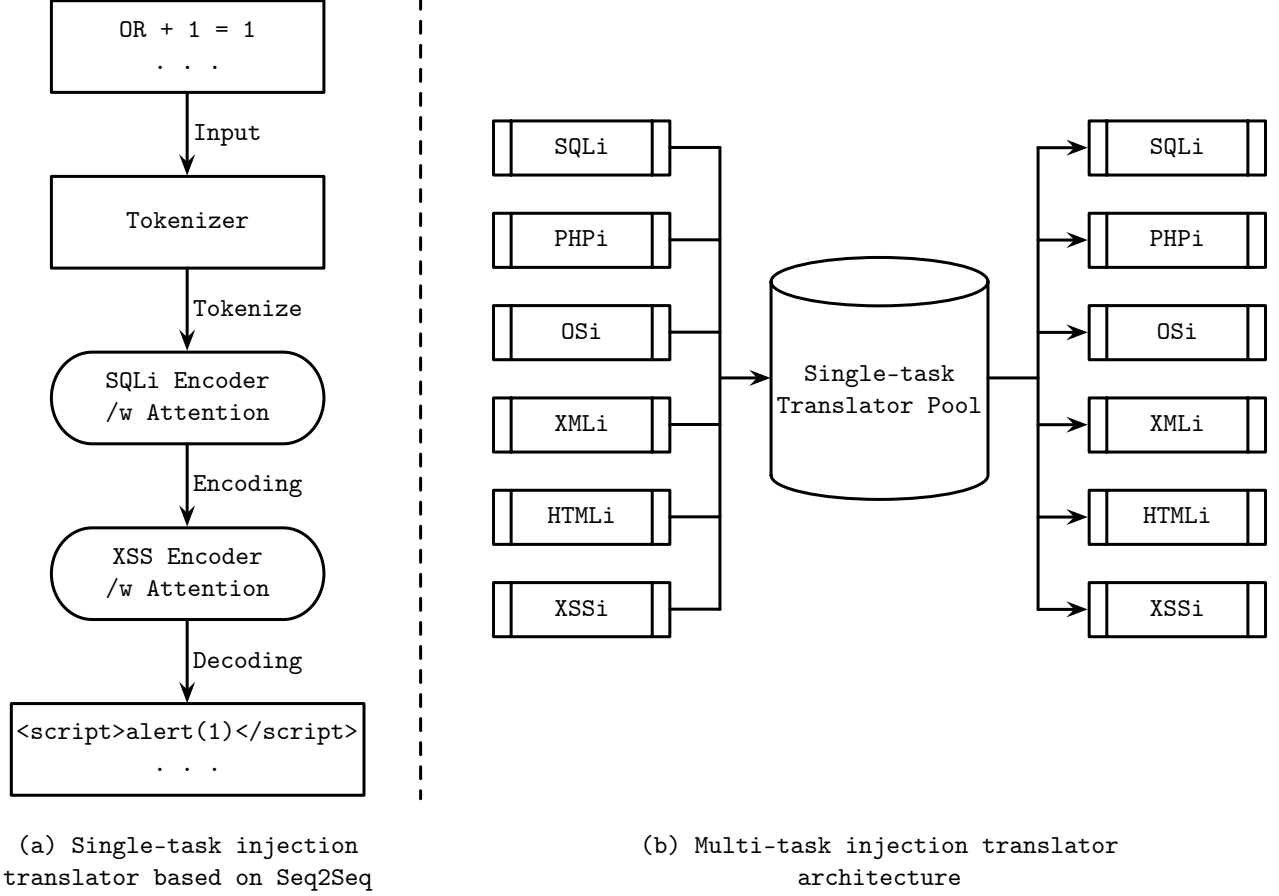 OR + 1 = 1
. . .
Input
Tokenizer
Tokenize
SQLi Encoder
/w Attention
Encoding
XSS Encoder
/w Attention
Decoding
<script>alert(1)</script>
. . .
(a) Single-task injection
translator based on Seq2Seq
SQLi
PHPi
OSi
XMLi
HTMLi
XSSi
Single-task
Translator Pool
SQLi
PHPi
OSi
XMLi
HTMLi
XSSi
(b) Multi-task injection translator
architecture